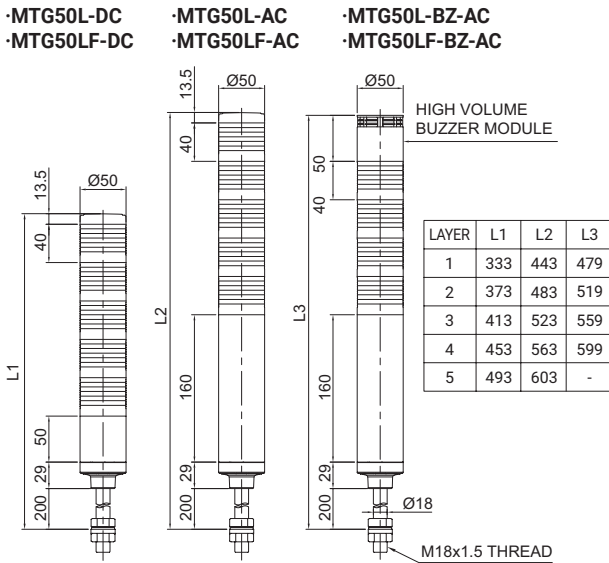 ·MTG50L-DC
·MTG50LF-DC
·MTG50L-AC
·MTG50LF-AC
·MTG50L-BZ-AC
·MTG50LF-BZ-AC
Ø50
13.5
40
L1
50
29
200
Ø50
13.5
40
L2
160
29
200
Ø50
HIGH VOLUME
BUZZER MODULE
50
40
L3
160
29
200
Ø18
M18x1.5 THREAD
LAYER L1 L2 L3
1 333 443 479
2 373 483 519
3 413 523 559
4 453 563 599
5 493 603 -